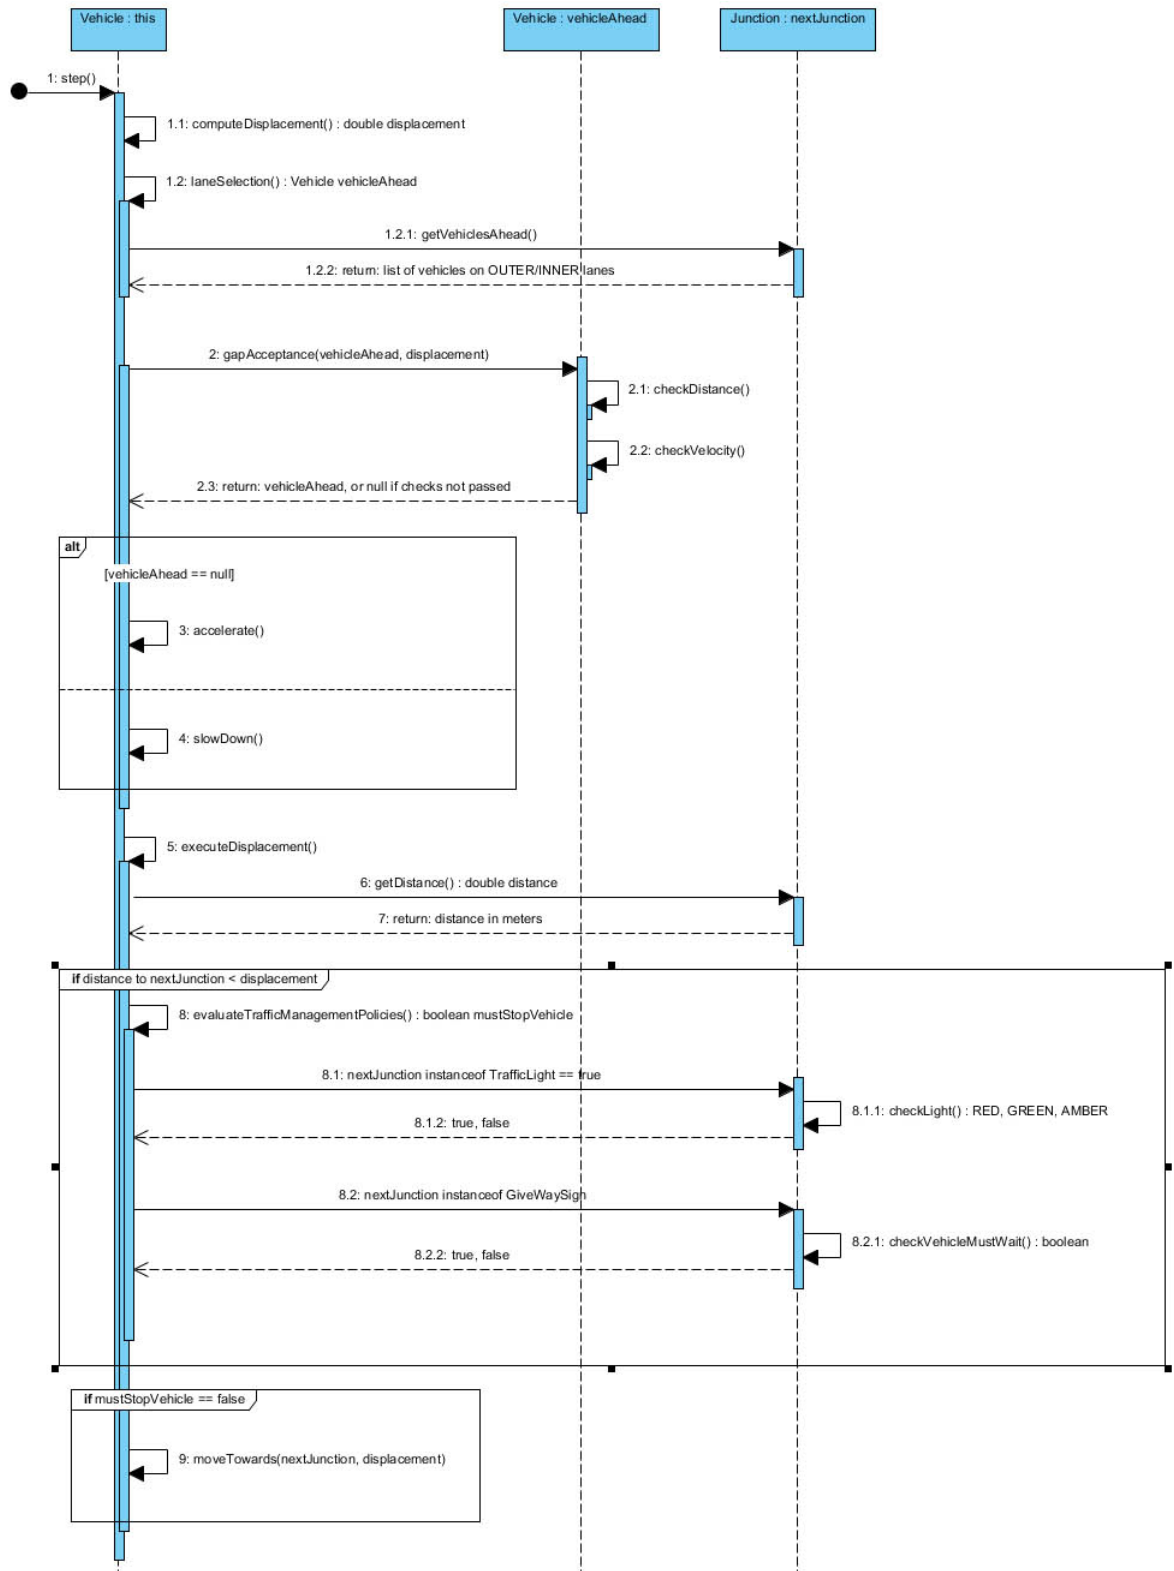 Vehicle : this
Vehicle : vehicleAhead
Junction : nextJunction
1: step()
1.1: computeDisplacement() : double displacement
1.2: laneSelection() : Vehicle vehicleAhead
1.2.1: getVehiclesAhead()
1.2.2: return: list of vehicles on OUTER/INNER lanes
2: gapAcceptance(vehicleAhead, displacement)
2.1: checkDistance()
2.2: checkVelocity()
2.3: return: vehicleAhead, or null if checks not passed
alt
[vehicleAhead == null]
3: accelerate()
4: slowDown()
5: executeDisplacement()
6: getDistance() : double distance
7: return: distance in meters
if distance to nextJunction < displacement
8: evaluateTrafficManagementPolicies() : boolean mustStopVehicle
8.1: nextJunction instanceof TrafficLight == true
8.1.1: checkLight() : RED, GREEN, AMBER
8.1.2: true, false
8.2: nextJunction instanceof GiveWaySign
8.2.1: checkVehicleMustWait() : boolean
8.2.2: true, false
if mustStopVehicle == false
9: moveTowards(nextJunction, displacement)